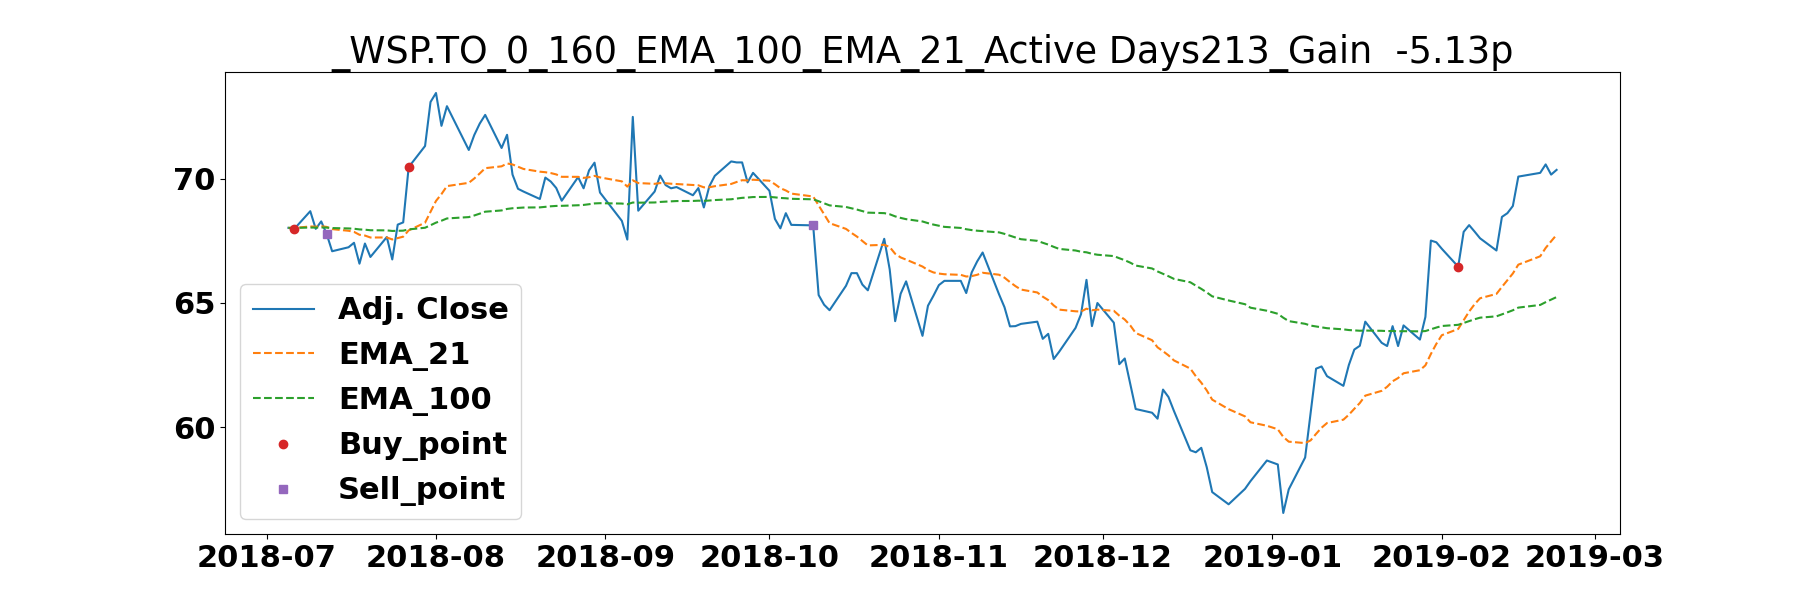 _WSP.TO_0_160_EMA_100_EMA_21_Active Days213_Gain  -5.13p
70
65
60
Adj. Close
EMA_21
EMA_100
Buy_point
Sell_point
2018-07 2018-08 2018-09 2018-10 2018-11 2018-12 2019-01 2019-02 2019-03